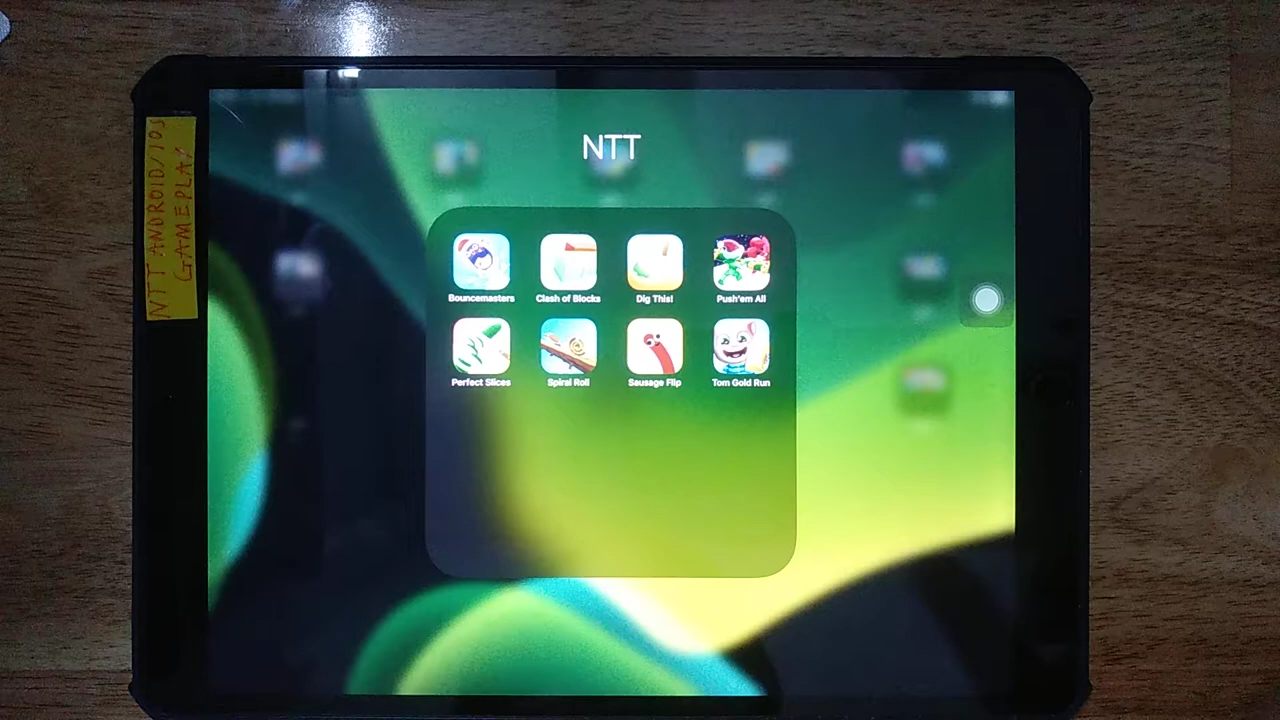 NTT ANDROID/IOS
GAMEPLAY
NTT
Bouncemasters Clash of Blocks Dig This! Push'em All
Perfect Slices Spiral Roll Sausage Flip Tom Gold Run